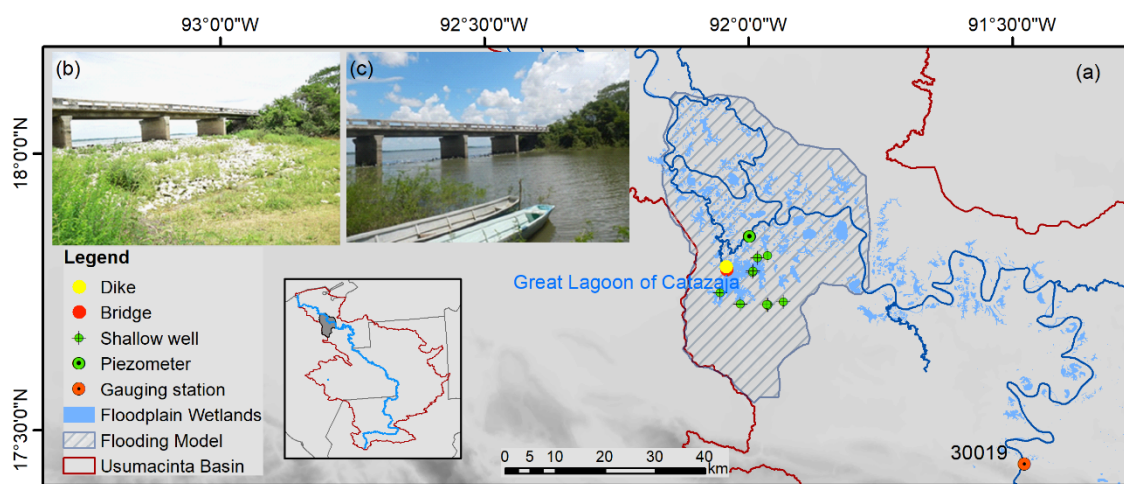 93°0'0"W 92°30'0"W 92°0'0"W 91°30'0"W
(b)
(c)
(a)
18°0'0"N
Great Lagoon of Catazaja
Legend
Dike
Bridge
Shallow well
Piezometer
Gauging station
Floodplain Wetlands
Flooding Model
Usumacinta Basin
17°30'0"N
30019
0 5 10 20 30 40
km